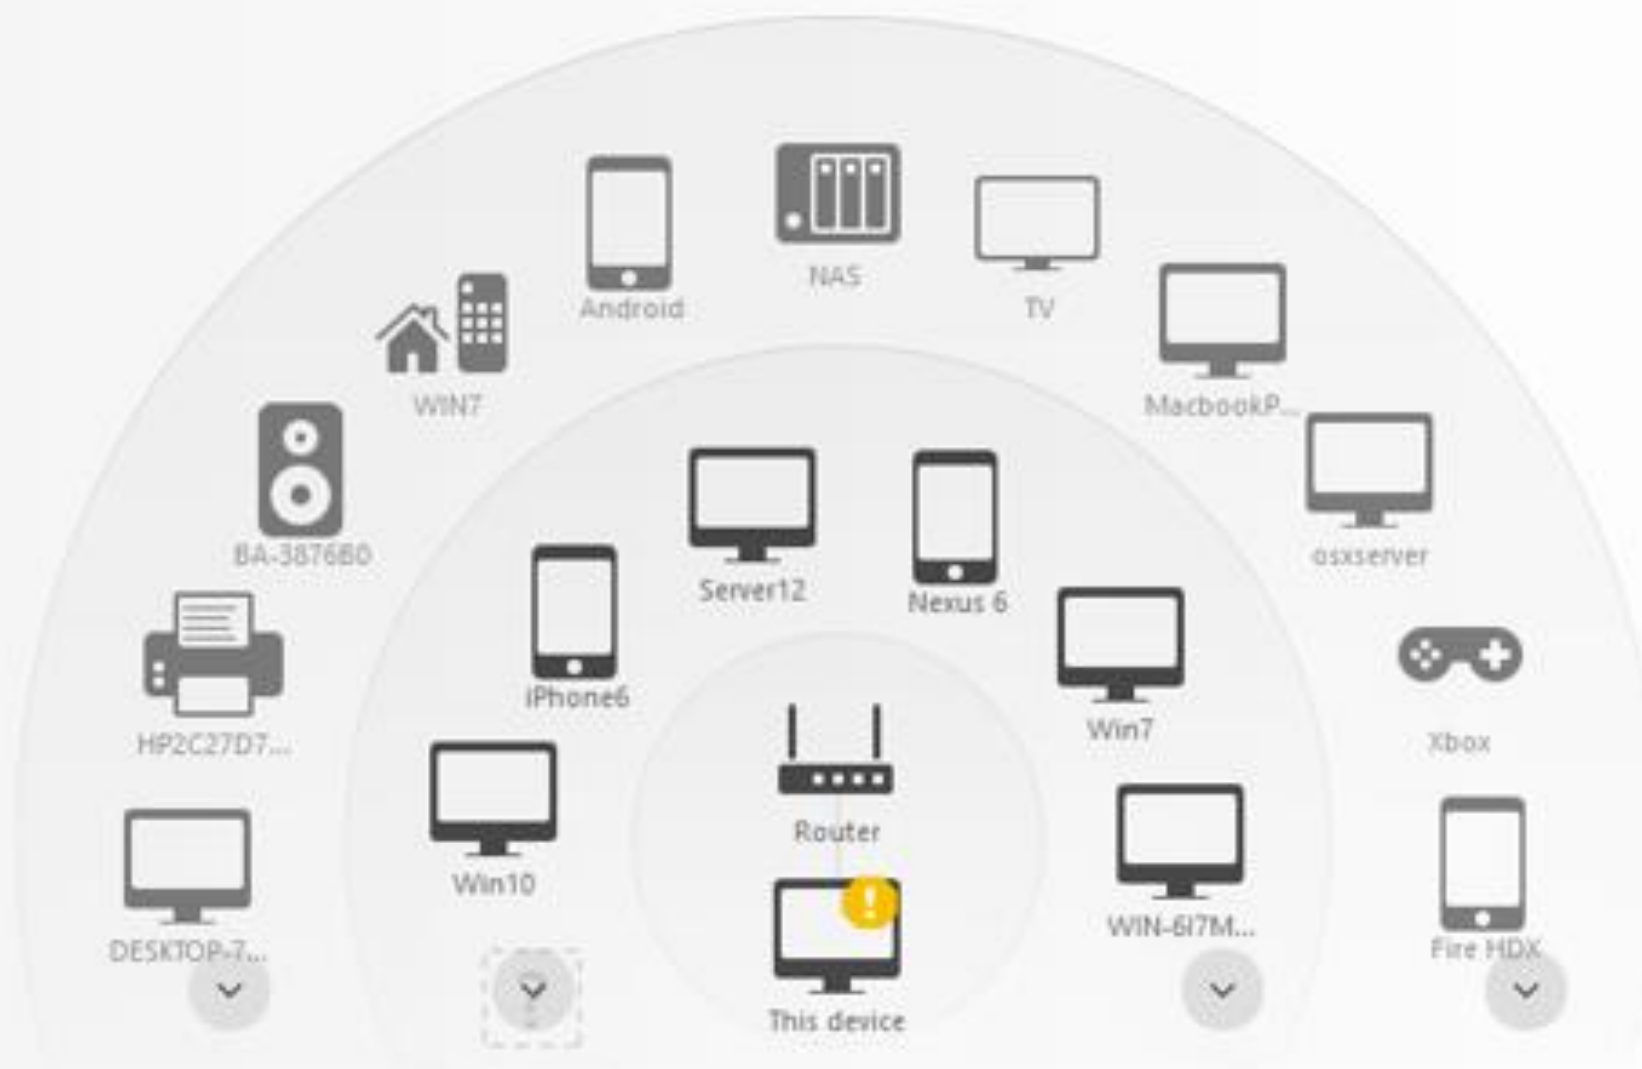 NAS
Android
TV
WIN7
MacbookP...
BA-3876B0
osxserver
Server12
Nexus 6
iPhone6
Win7
HP2C27D7...
Xbox
Router
Win10
WIN-6I7M...
DESKTOP-7...
Fire HDX
This device